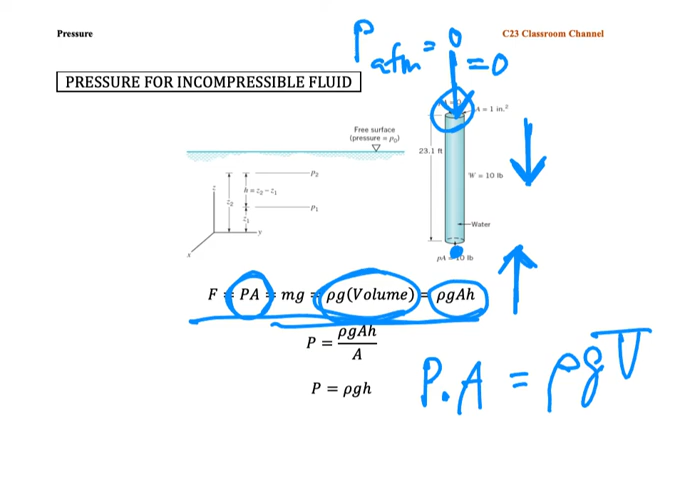 Pressure
C23 Classroom Channel
P atm = 0
= 0
PRESSURE FOR INCOMPRESSIBLE FLUID
A = 1 in.²
Free surface
(pressure = p₀)
23.1 ft
p₂
W = 10 lb
z
h = z₂ – z₁
z₂
p₁
z₁
Water
y
x
pA = 10 lb
F = PA = mg = ρg(Volume) = ρgAh
P = ρgAh / A
P = ρgh
P.A = ρg V